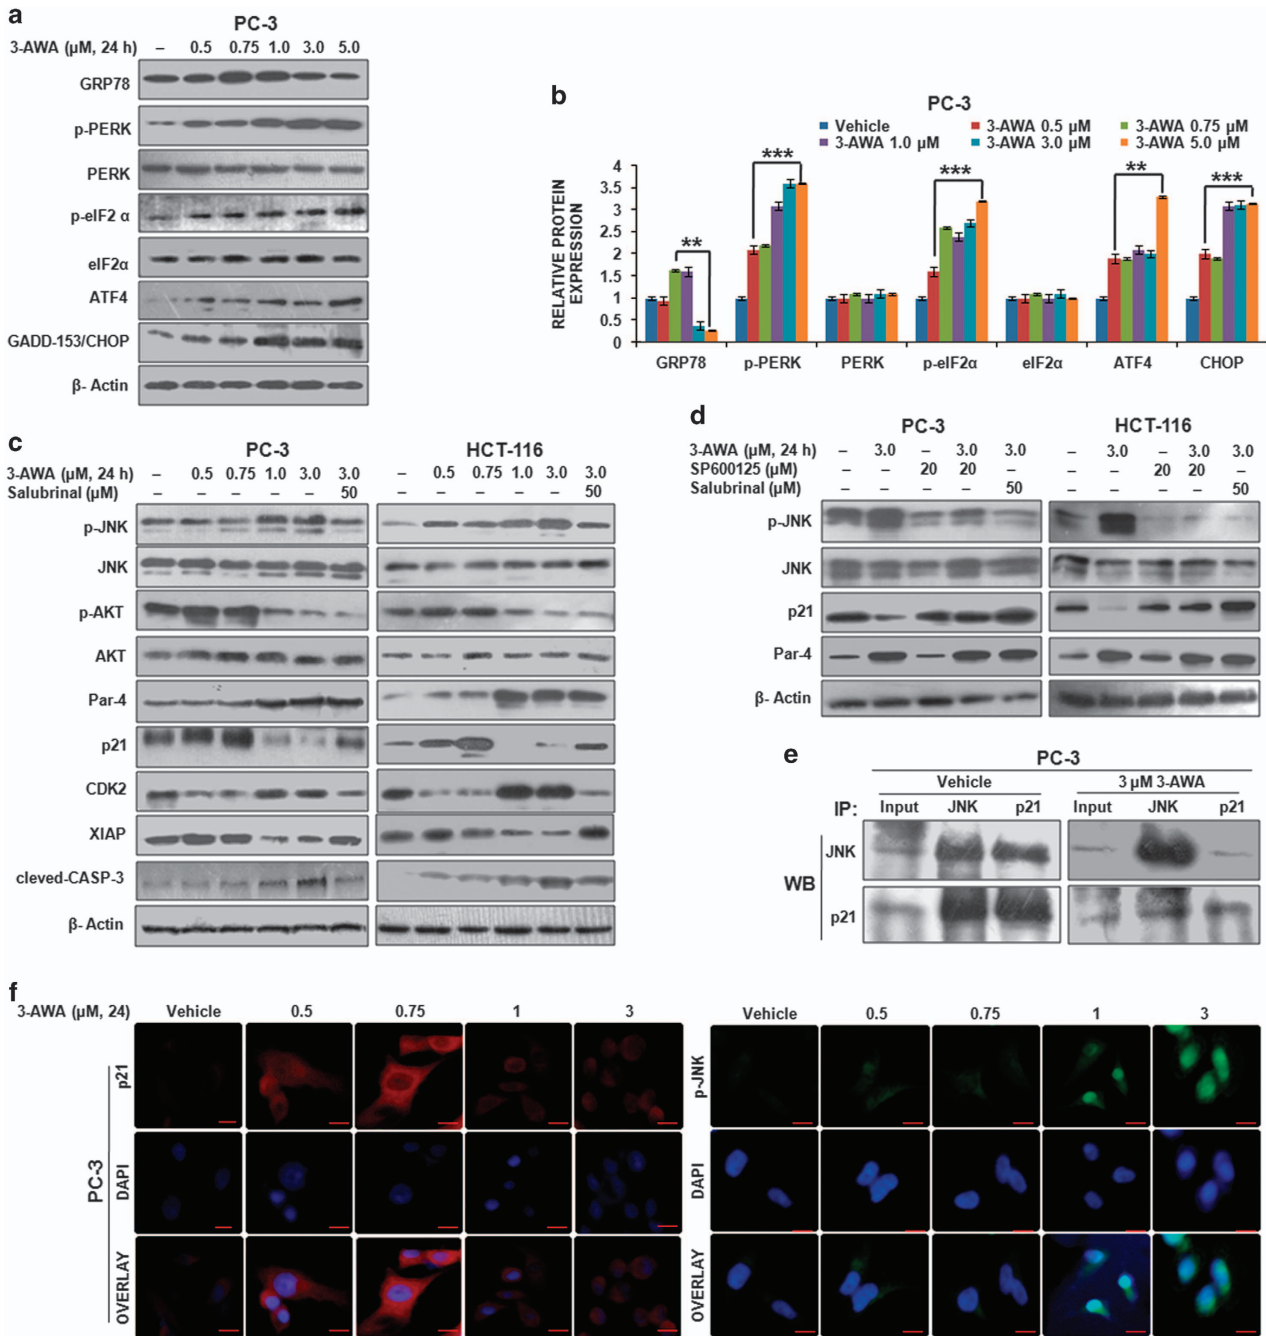 a
PC-3
3-AWA (µM, 24 h) – 0.5 0.75 1.0 3.0 5.0
GRP78
p-PERK
PERK
p-eIF2 α
eIF2α
ATF4
GADD-153/CHOP
β- Actin
b
PC-3
Vehicle 3-AWA 0.5 µM 3-AWA 0.75 µM
3-AWA 1.0 µM 3-AWA 3.0 µM 3-AWA 5.0 µM
RELATIVE PROTEIN
EXPRESSION
4
3.5
3
2.5
2
1.5
1
0.5
0
** *** *** ** ***
GRP78 p-PERK PERK p-eIF2α eIF2α ATF4 CHOP
c
PC-3 HCT-116
3-AWA (µM, 24 h) – 0.5 0.75 1.0 3.0 3.0 – 0.5 0.75 1.0 3.0 3.0
Salubrinal (µM) – – – – – 50 – – – – – 50
p-JNK
JNK
p-AKT
AKT
Par-4
p21
CDK2
XIAP
cleved-CASP-3
β- Actin
d
PC-3 HCT-116
3-AWA (µM, 24 h) – 3.0 – 3.0 3.0 – 3.0 – 3.0 3.0
SP600125 (µM) – – 20 20 – – – 20 20 –
Salubrinal (µM) – – – – 50 – – – – 50
p-JNK
JNK
p21
Par-4
β- Actin
e
PC-3
Vehicle 3 µM 3-AWA
IP: Input JNK p21 Input JNK p21
WB
JNK
p21
f
3-AWA (µM, 24) Vehicle 0.5 0.75 1 3 Vehicle 0.5 0.75 1 3
PC-3
p21
DAPI
OVERLAY
p-JNK
DAPI
OVERLAY